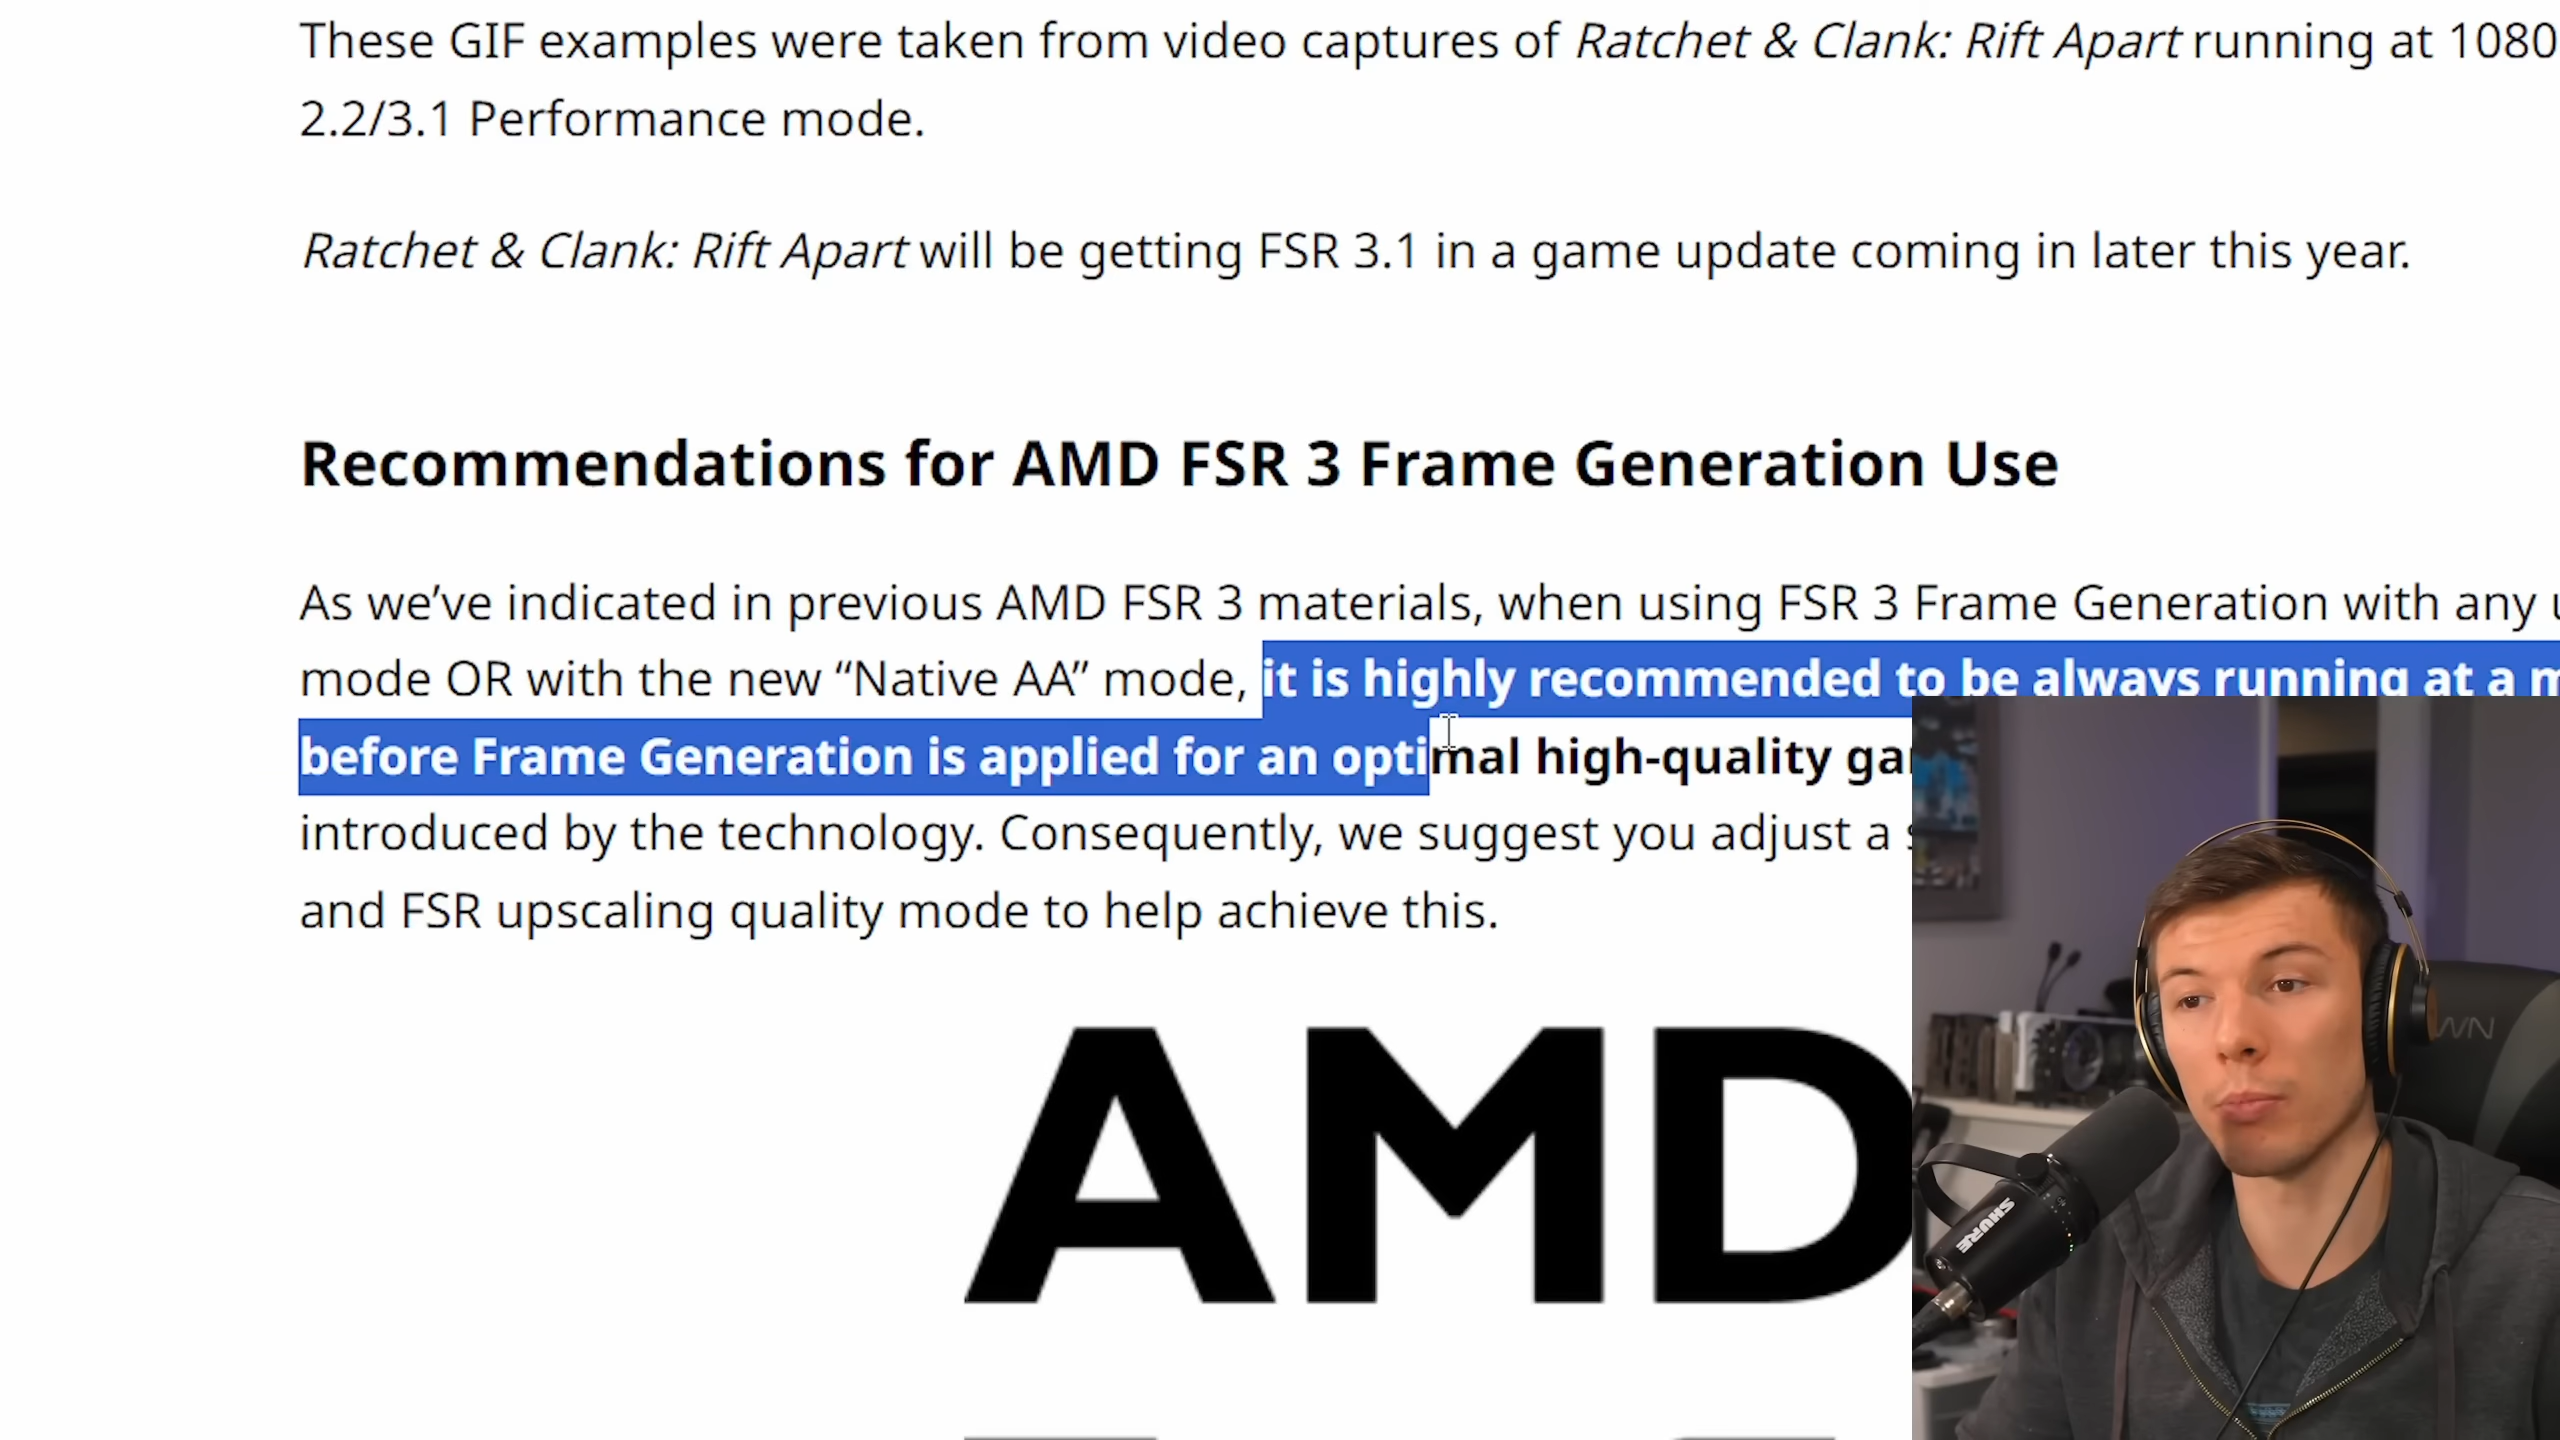 These GIF examples were taken from video captures of Ratchet & Clank: Rift Apart running at 1080
2.2/3.1 Performance mode.
Ratchet & Clank: Rift Apart will be getting FSR 3.1 in a game update coming in later this year.
Recommendations for AMD FSR 3 Frame Generation Use
As we’ve indicated in previous AMD FSR 3 materials, when using FSR 3 Frame Generation with any
mode OR with the new “Native AA” mode, it is highly recommended to be always running at a
before Frame Generation is applied for an optimal high-quality
introduced by the technology. Consequently, we suggest you adjust a
and FSR upscaling quality mode to help achieve this.
AMD
SHURE